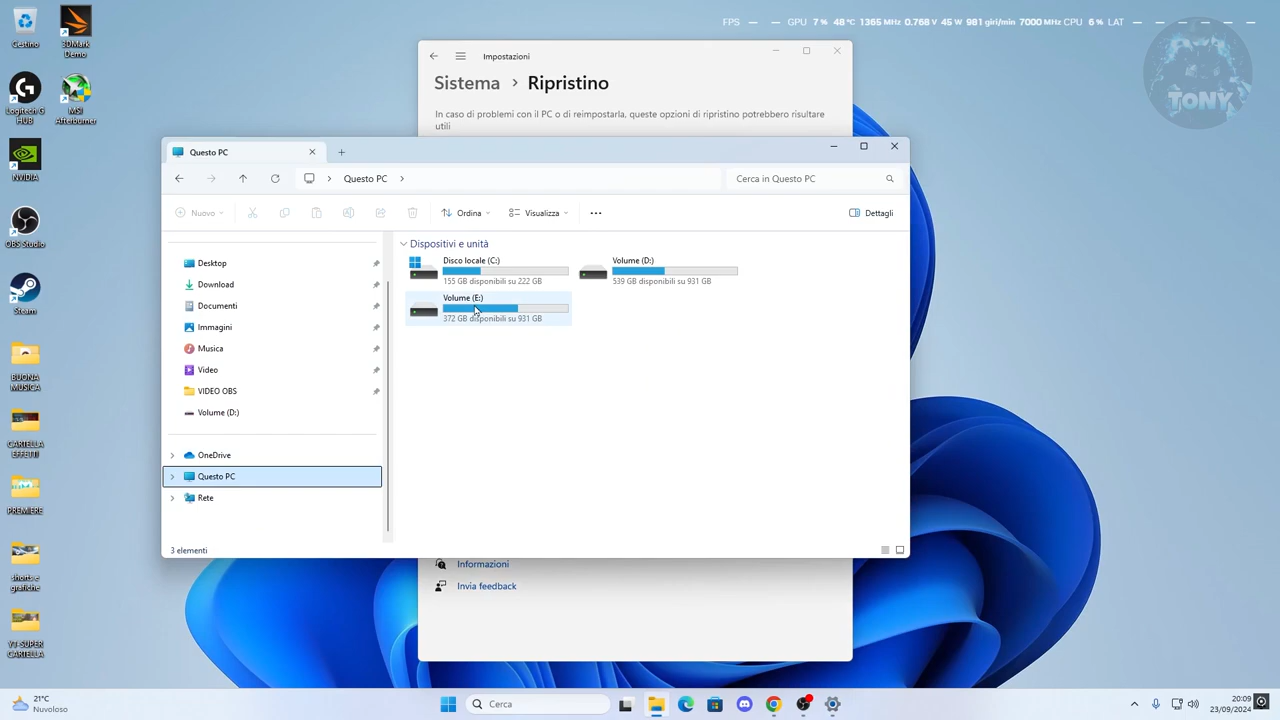 FPS — — GPU 7 % 48 °C 1365 MHz 0.768 V 45 W 981 giri/min 7000 MHz CPU 6 % LAT — — — — — —
TONY
Cestino
3DMark Demo
Logitech G HUB
MSI Afterburner
NVIDIA
OBS Studio
Steam
BUONA MUSICA
CARTELLA EFFETTI
PREMIERE
shorts e grafiche
YT-SUPER CARTELLA
Impostazioni
Sistema > Ripristino
In caso di problemi con il PC o di reimpostarla, queste opzioni di ripristino potrebbero risultare
utili
Questo PC
Questo PC
Cerca in Questo PC
Nuovo
Ordina
Visualizza
Dettagli
Desktop
Download
Documenti
Immagini
Musica
Video
VIDEO OBS
Volume (D:)
OneDrive
Questo PC
Rete
Dispositivi e unità
Disco locale (C:)
155 GB disponibili su 222 GB
Volume (D:)
539 GB disponibili su 931 GB
Volume (E:)
372 GB disponibili su 931 GB
3 elementi
Informazioni
Invia feedback
21°C
Nuvoloso
Cerca
20:09
23/09/2024